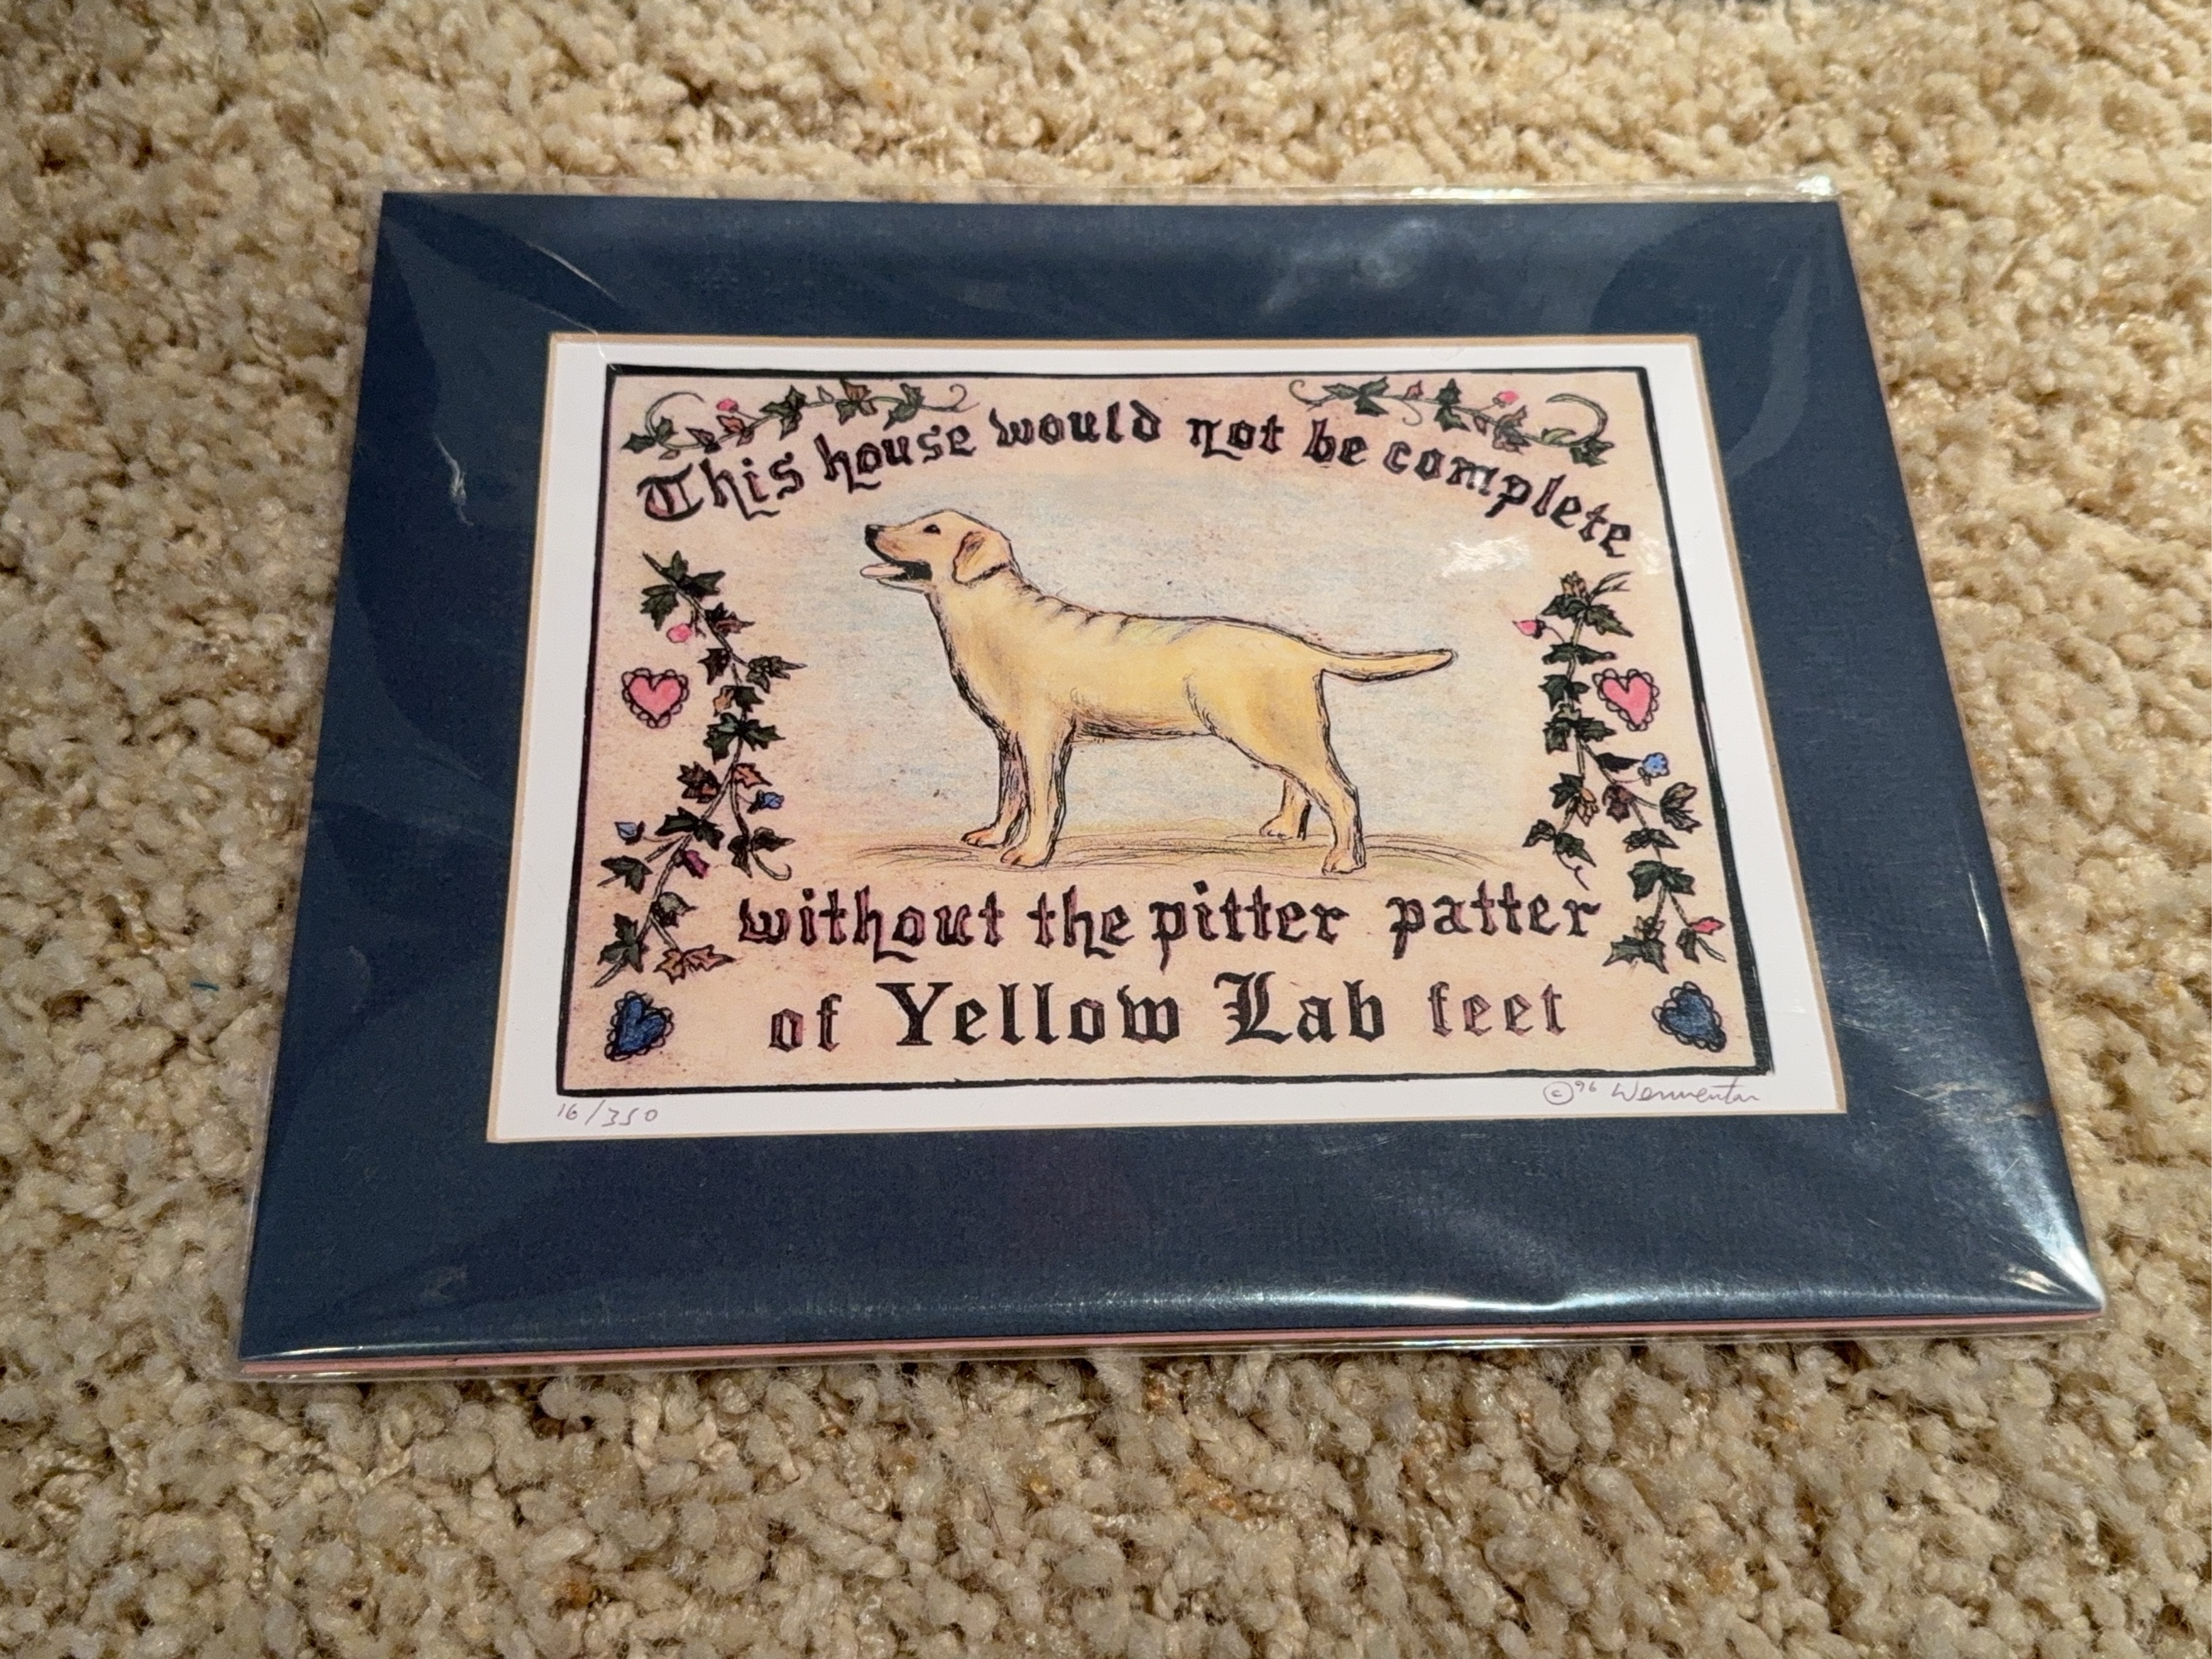 This house would not be complete
without the pitter patter
of Yellow Lab feet
16/350 ©96